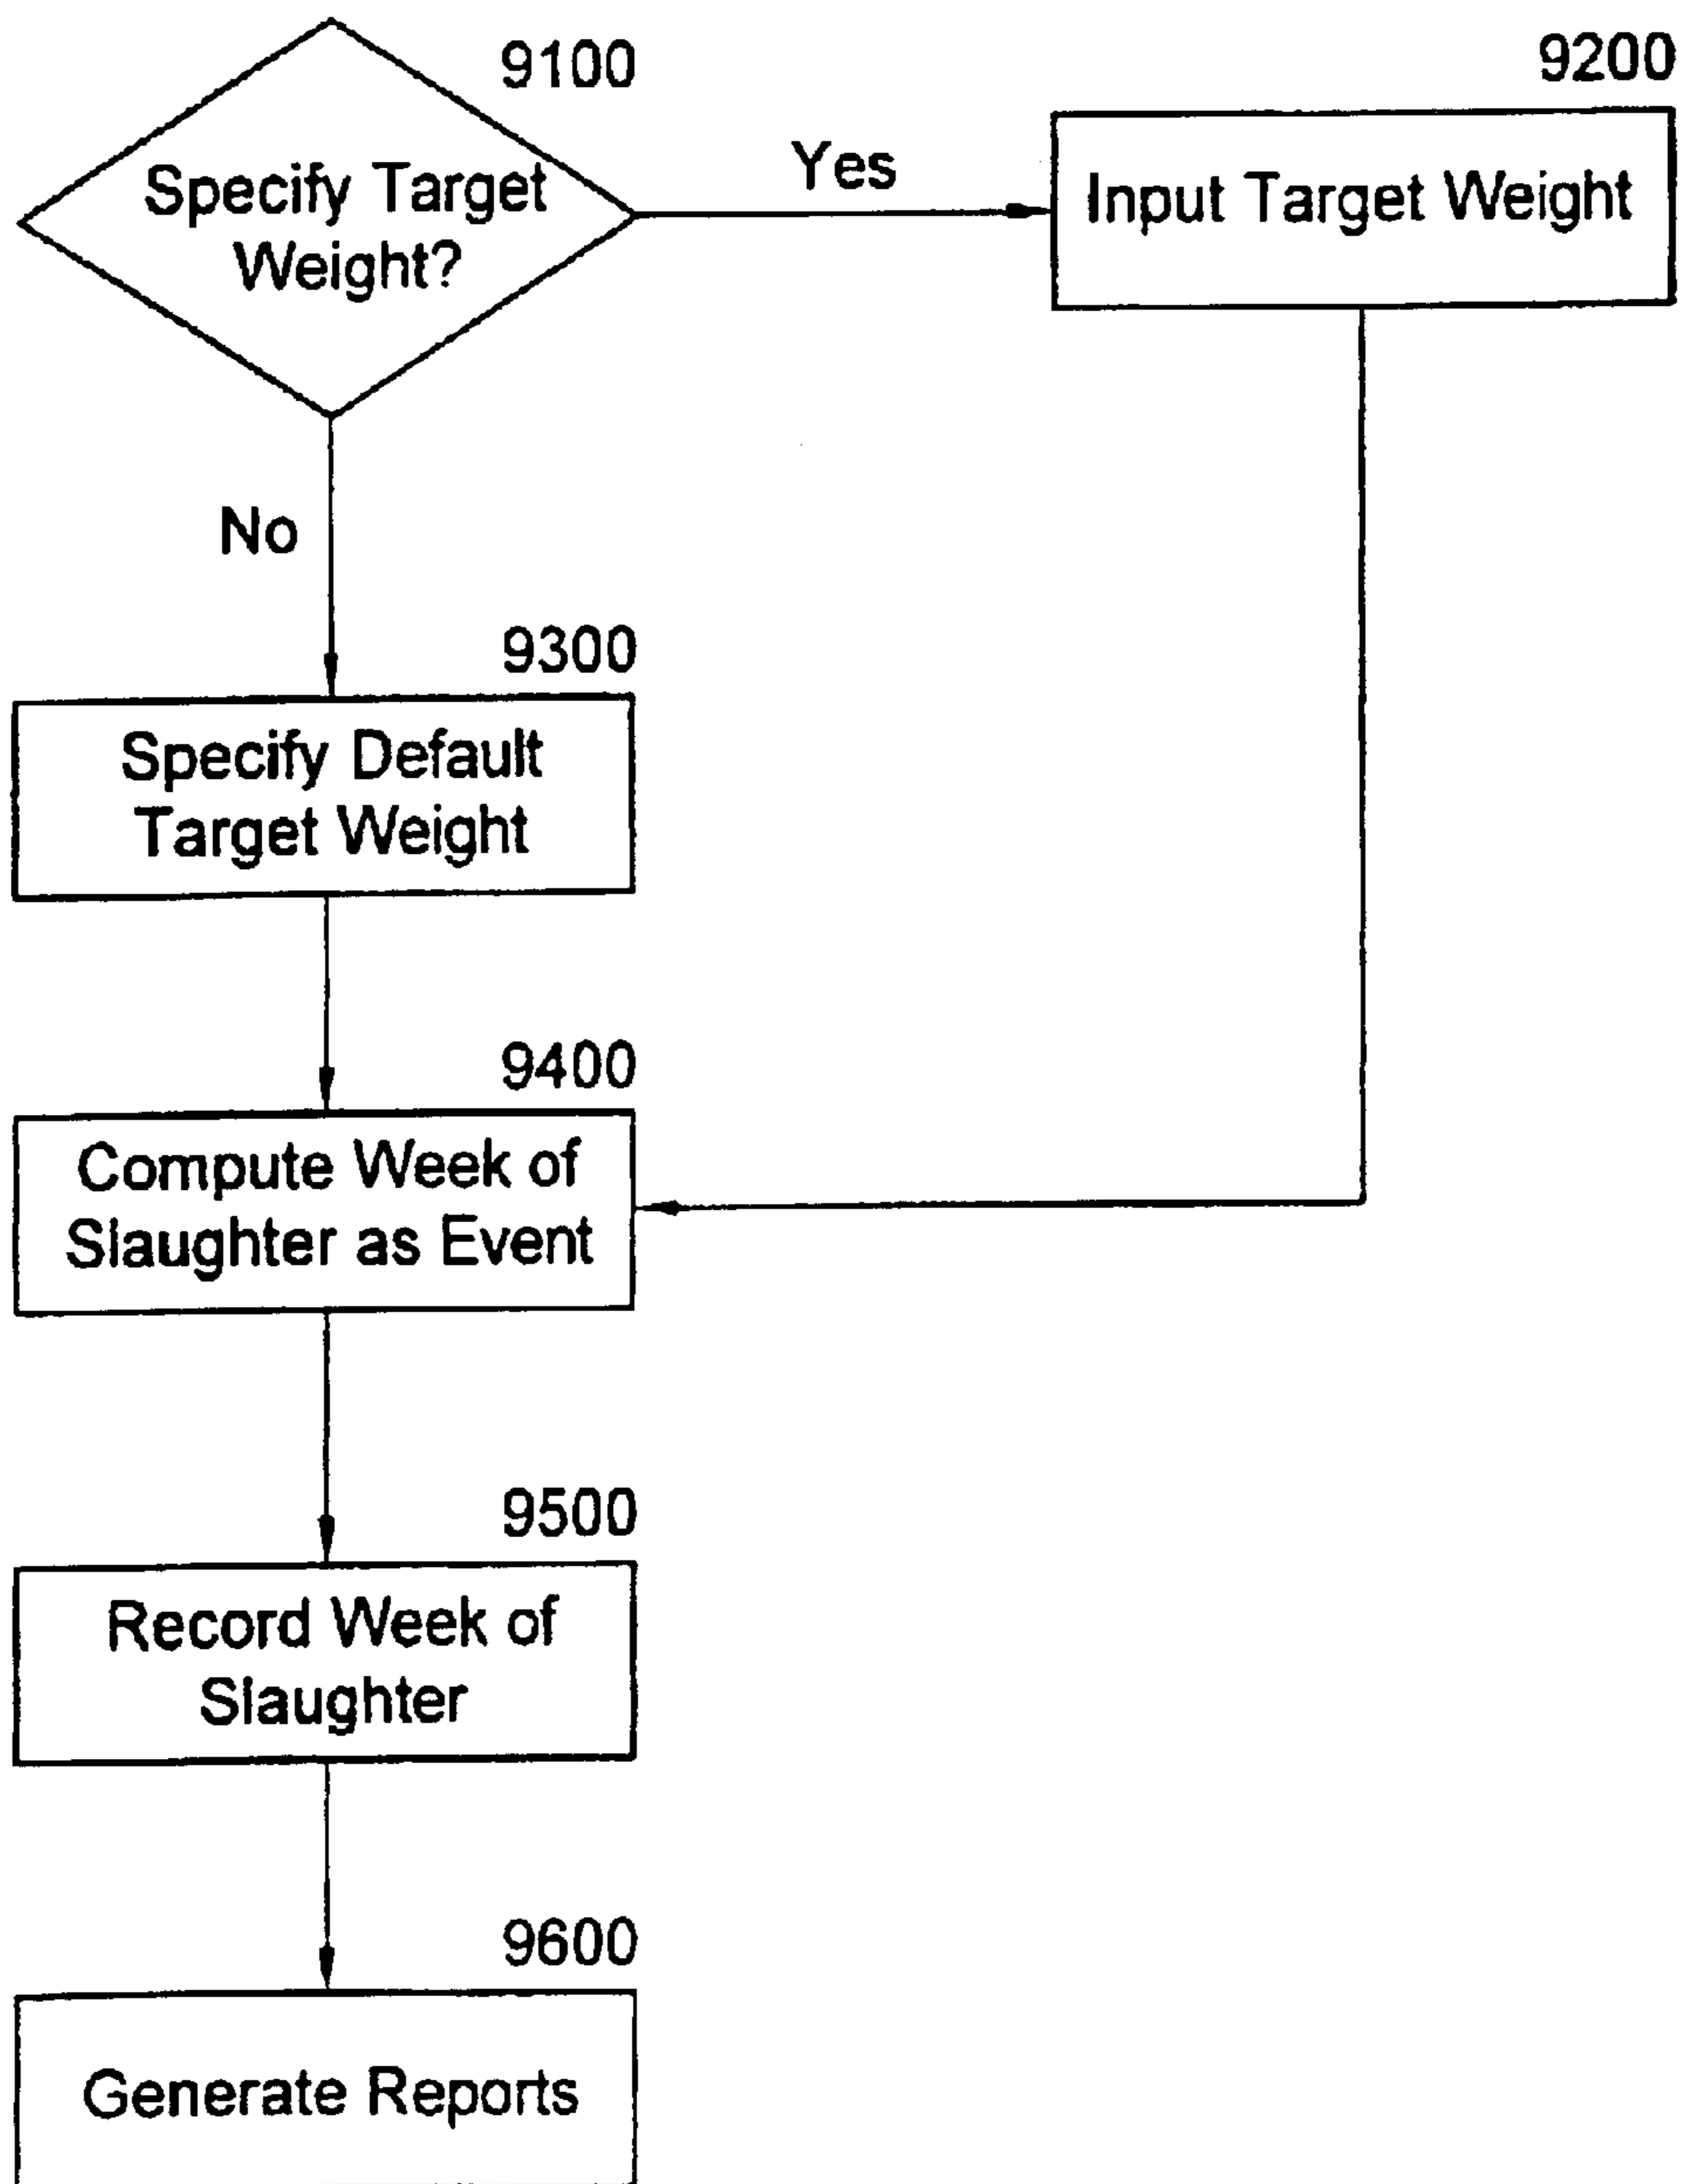 9100
Specify Target
Weight?
Yes
9200
Input Target Weight
No
9300
Specify Default
Target Weight
9400
Compute Week of
Slaughter as Event
9500
Record Week of
Slaughter
9600
Generate Reports